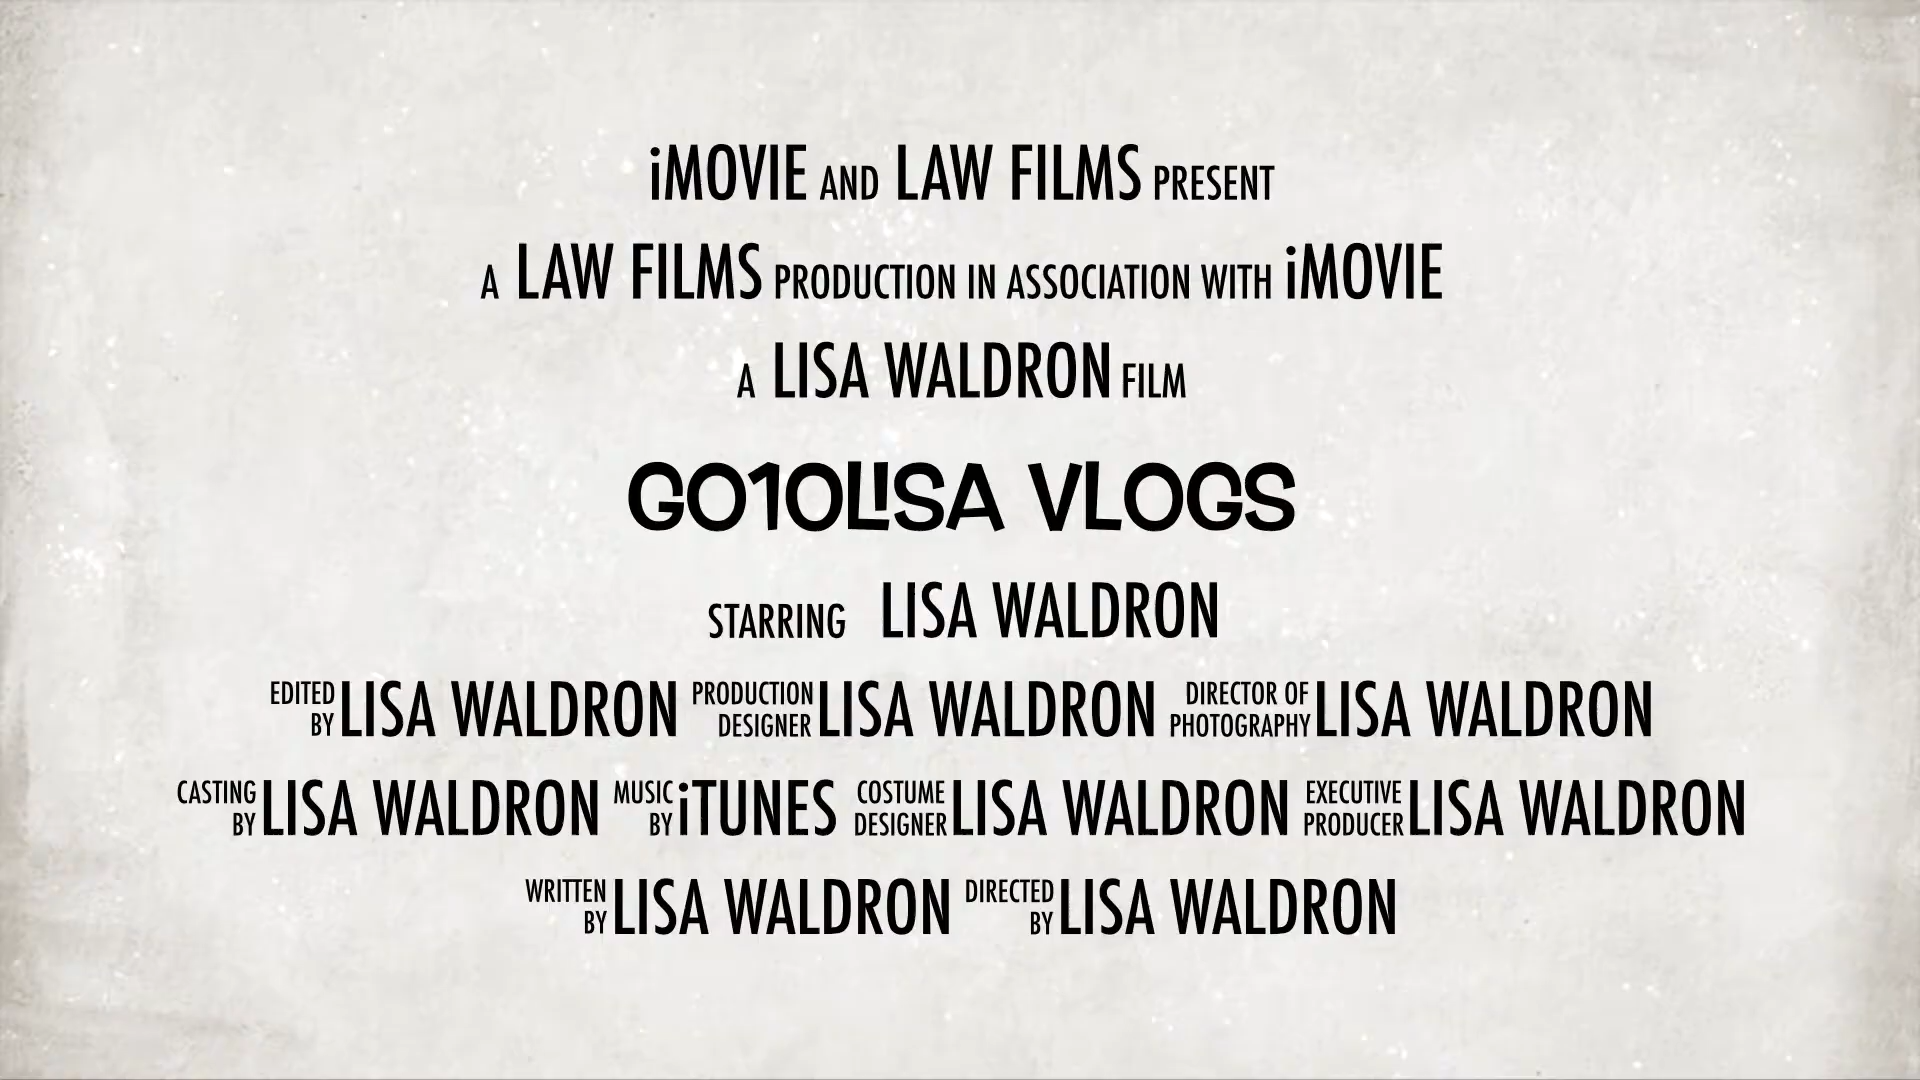 iMOVIE AND LAW FILMS PRESENT
A LAW FILMS PRODUCTION IN ASSOCIATION WITH iMOVIE
A LISA WALDRON FILM
GO10LISA VLOGS
STARRING LISA WALDRON
EDITED BY LISA WALDRON PRODUCTION DESIGNER LISA WALDRON DIRECTOR OF PHOTOGRAPHY LISA WALDRON
CASTING BY LISA WALDRON MUSIC BY iTUNES COSTUME DESIGNER LISA WALDRON EXECUTIVE PRODUCER LISA WALDRON
WRITTEN BY LISA WALDRON DIRECTED BY LISA WALDRON